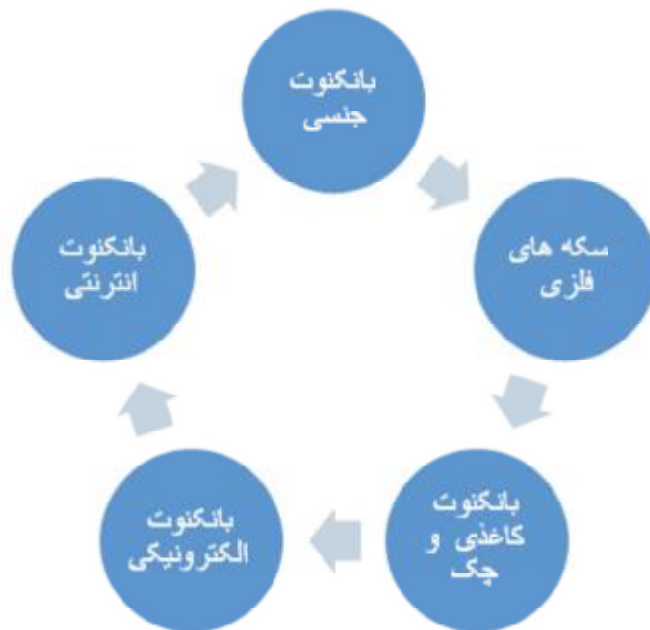 بانکنوت
جنسی
سکه های
فلزی
بانکنوت
کاغذی و
چک
بانکنوت
الکترونیکی
بانکنوت
انترنتی